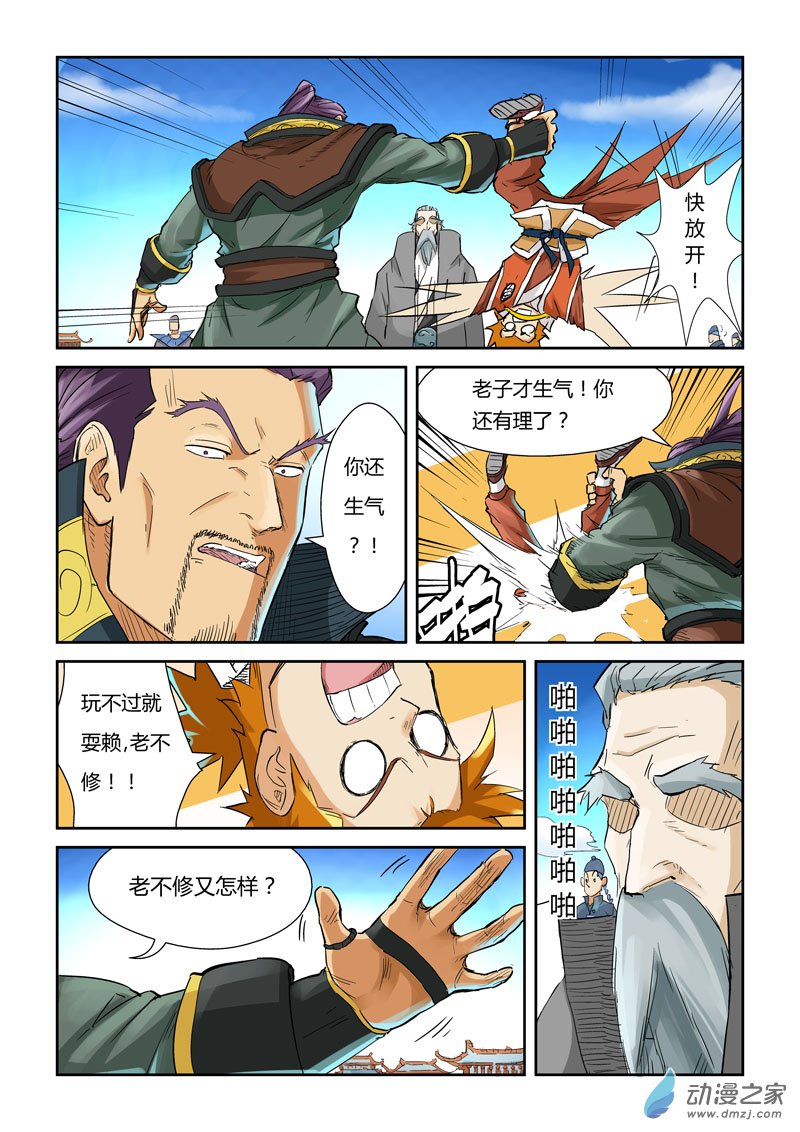 快放开！
你还生气？！
老子才生气！你
还有理了？
玩不过就
耍赖,老不
修！！
啪啪啪啪啪啪啪
老不修又怎样？
动漫之家
www.dmzj.com